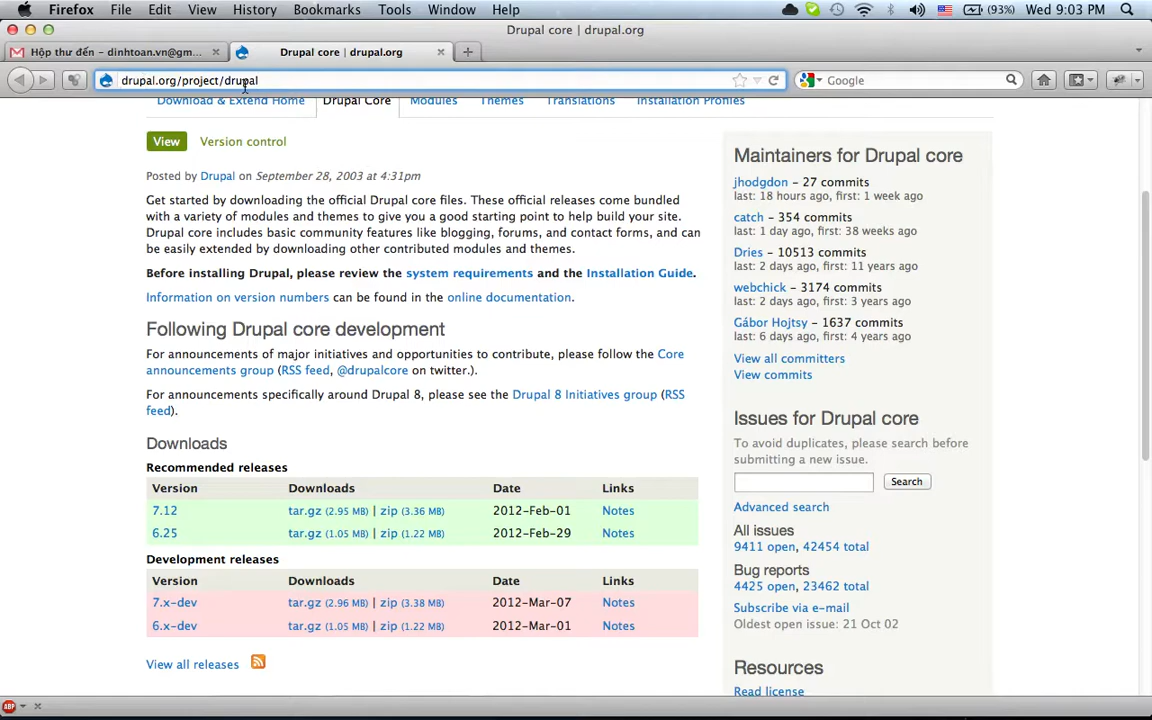 Firefox File Edit View History Bookmarks Tools Window Help (93%) Wed 9:03 PM
Drupal core | drupal.org
Hộp thư đến – dinhtoan.vn@gm... Drupal core | drupal.org
drupal.org/project/drupal Google
Download & Extend Home Drupal Core Modules Themes Translations Installation Profiles
View Version control
Posted by Drupal on September 28, 2003 at 4:31pm
Get started by downloading the official Drupal core files. These official releases come bundled
with a variety of modules and themes to give you a good starting point to help build your site.
Drupal core includes basic community features like blogging, forums, and contact forms, and can
be easily extended by downloading other contributed modules and themes.
Before installing Drupal, please review the system requirements and the Installation Guide.
Information on version numbers can be found in the online documentation.
Following Drupal core development
For announcements of major initiatives and opportunities to contribute, please follow the Core
announcements group (RSS feed, @drupalcore on twitter.).
For announcements specifically around Drupal 8, please see the Drupal 8 Initiatives group (RSS
feed).
Downloads
Recommended releases
Version Downloads Date Links
7.12 tar.gz (2.95 MB) | zip (3.36 MB) 2012-Feb-01 Notes
6.25 tar.gz (1.05 MB) | zip (1.22 MB) 2012-Feb-29 Notes
Development releases
Version Downloads Date Links
7.x-dev tar.gz (2.96 MB) | zip (3.38 MB) 2012-Mar-07 Notes
6.x-dev tar.gz (1.05 MB) | zip (1.22 MB) 2012-Mar-01 Notes
View all releases
Maintainers for Drupal core
jhodgdon – 27 commits
last: 18 hours ago, first: 1 week ago
catch – 354 commits
last: 1 day ago, first: 38 weeks ago
Dries – 10513 commits
last: 2 days ago, first: 11 years ago
webchick – 3174 commits
last: 2 days ago, first: 3 years ago
Gábor Hojtsy – 1637 commits
last: 6 days ago, first: 4 years ago
View all committers
View commits
Issues for Drupal core
To avoid duplicates, please search before
submitting a new issue.
Search
Advanced search
All issues
9411 open, 42454 total
Bug reports
4425 open, 23462 total
Subscribe via e-mail
Oldest open issue: 21 Oct 02
Resources
Read license
ABP